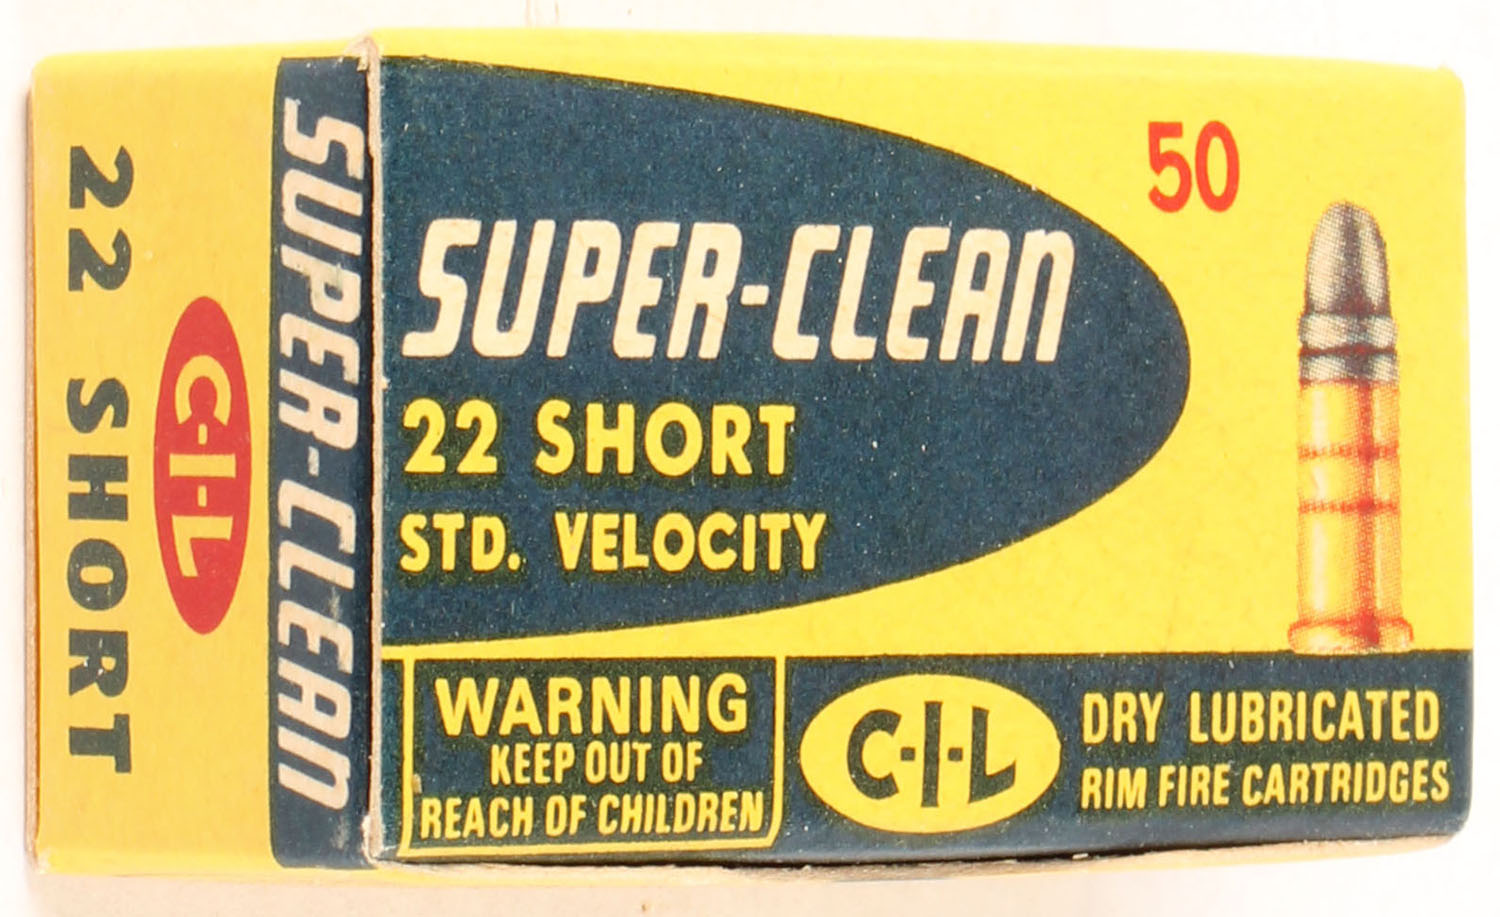 22 SHORT
C-I-L
SUPER-CLEAN
50
SUPER-CLEAN
22 SHORT
STD. VELOCITY
WARNING
KEEP OUT OF
REACH OF CHILDREN
C-I-L
DRY LUBRICATED
RIM FIRE CARTRIDGES